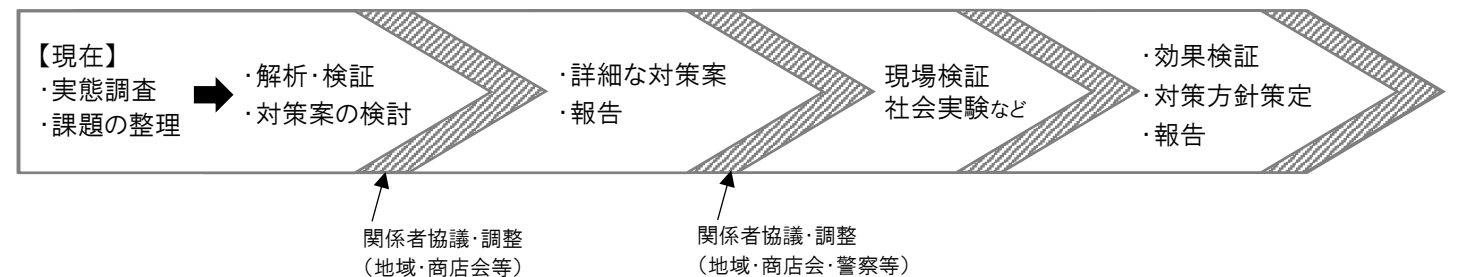 【現在】
・実態調査
・課題の整理
・解析・検証
・対策案の検討
・詳細な対策案
・報告
現場検証
社会実験など
・効果検証
・対策方針策定
・報告
関係者協議・調整
（地域・商店会等）
関係者協議・調整
（地域・商店会・警察等）